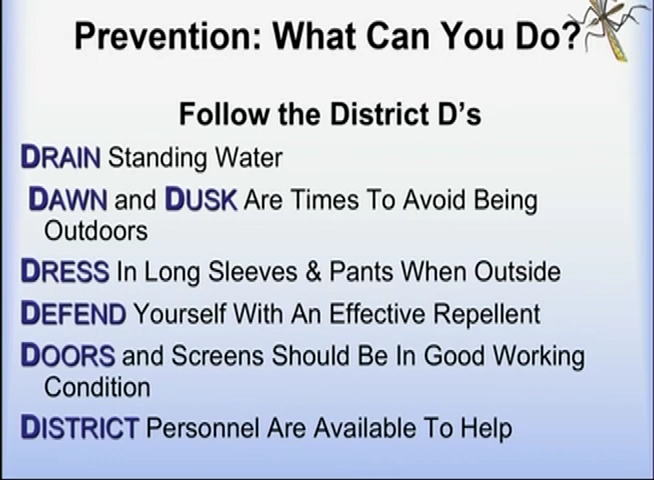 Prevention: What Can You Do?
Follow the District D's
DRAIN Standing Water
DAWN and DUSK Are Times To Avoid Being
Outdoors
DRESS In Long Sleeves & Pants When Outside
DEFEND Yourself With An Effective Repellent
DOORS and Screens Should Be In Good Working
Condition
DISTRICT Personnel Are Available To Help